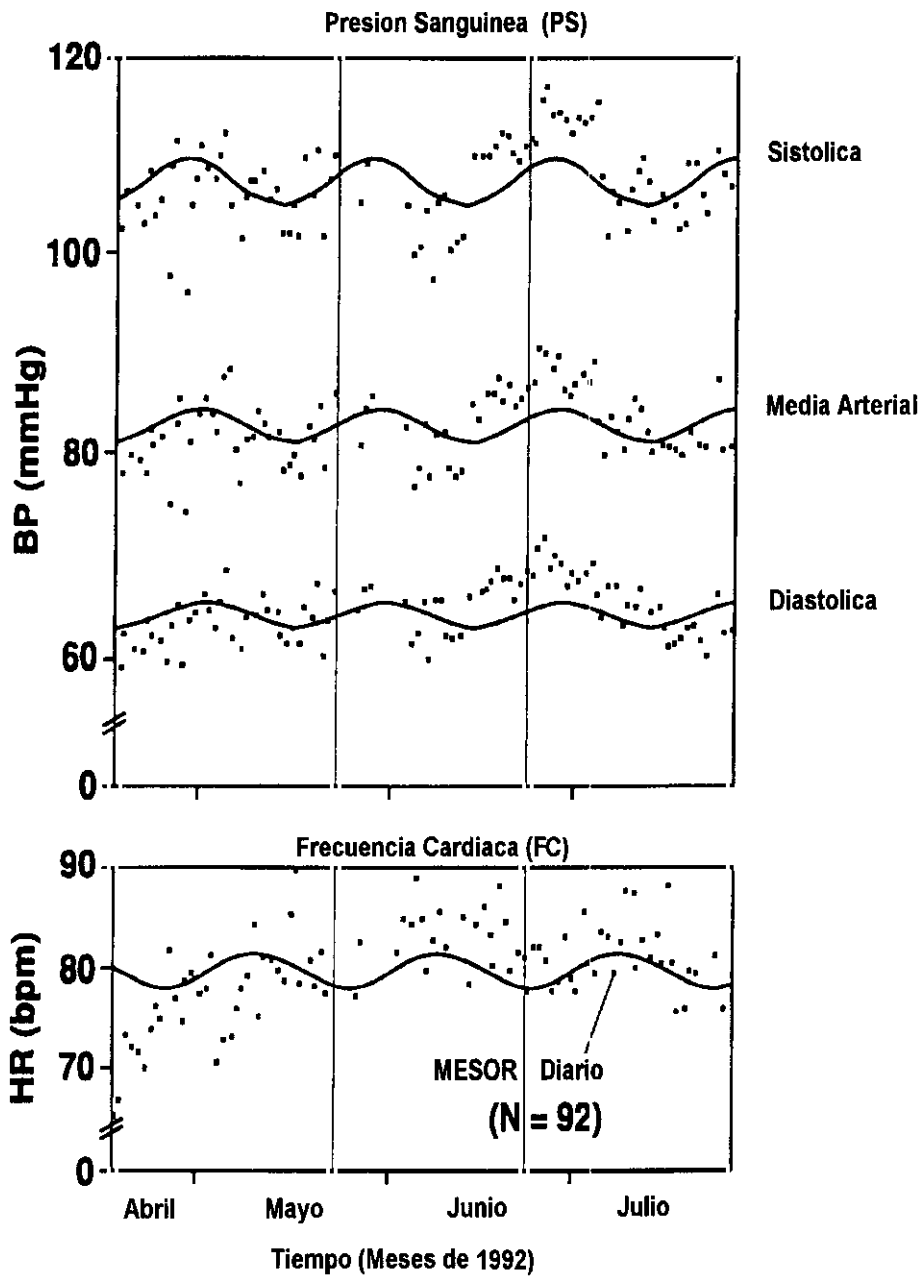 Presion Sanguinea (PS)
120
Sistolica
100
Media Arterial
80
BP (mmHg)
Diastolica
60
0
Frecuencia Cardiaca (FC)
90
80
HR (bpm)
70
MESOR Diario
(N = 92)
0
Abril Mayo Junio Julio
Tiempo (Meses de 1992)